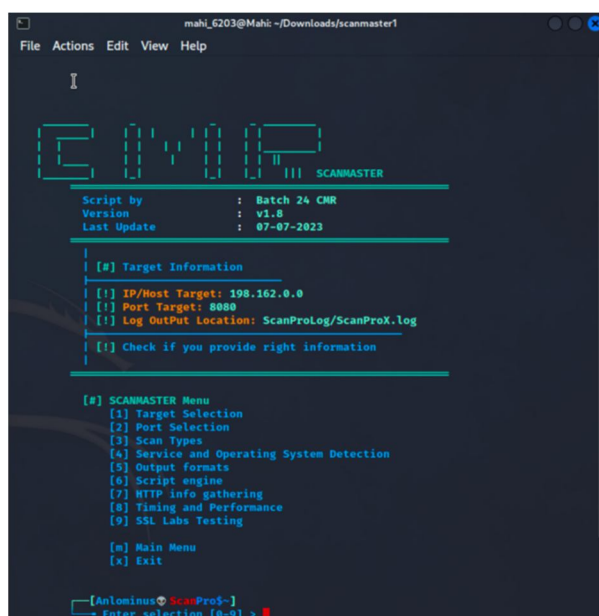 mahi_6203@Mahi: ~/Downloads/scanmaster1
File Actions Edit View Help
CMR
SCANMASTER
Script by : Batch 24 CMR
Version : v1.8
Last Update : 07-07-2023
[#] Target Information
[!] IP/Host Target: 198.162.0.0
[!] Port Target: 8080
[!] Log OutPut Location: ScanProLog/ScanProX.log
[!] Check if you provide right information
[#] SCANMASTER Menu
[1] Target Selection
[2] Port Selection
[3] Scan Types
[4] Service and Operating System Detection
[5] Output formats
[6] Script engine
[7] HTTP info gathering
[8] Timing and Performance
[9] SSL Labs Testing
[m] Main Menu
[x] Exit
[Anlominus💀ScanPro$~]
Enter selection [0-9] >